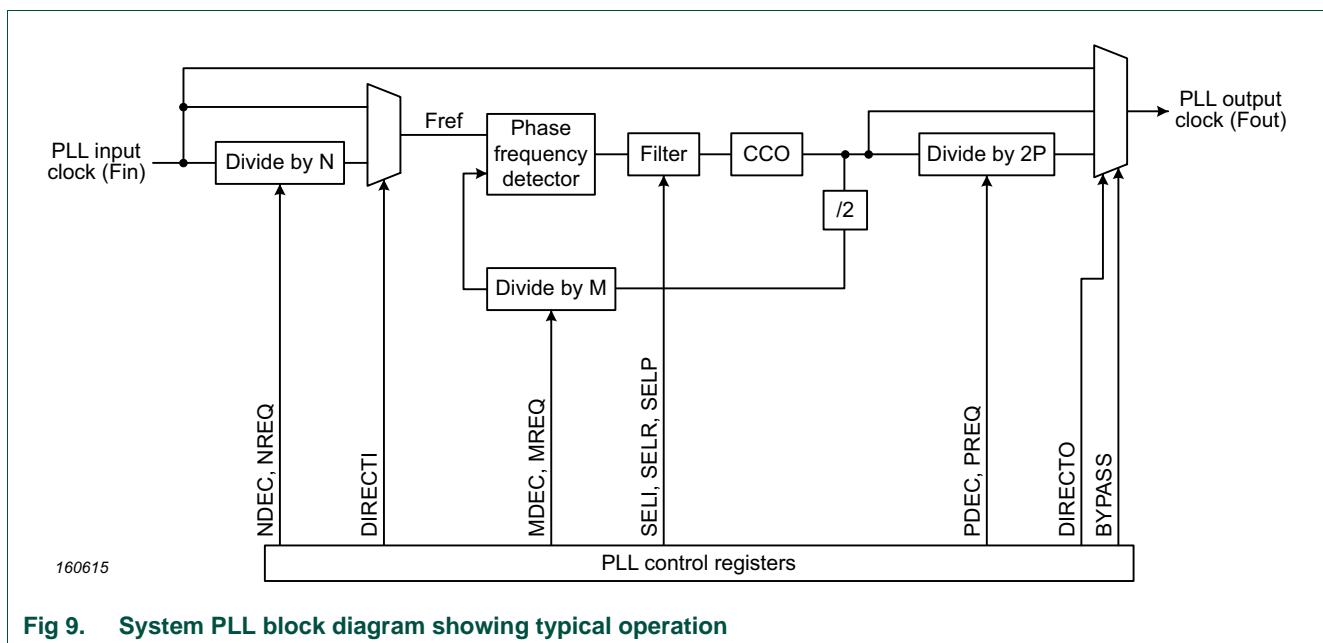 PLL input
clock (Fin)
Divide by N
Fref
Phase
frequency
detector
Filter
CCO
Divide by 2P
PLL output
clock (Fout)
/2
Divide by M
NDEC, NREQ
DIRECTI
MDEC, MREQ
SELI, SELR, SELP
PDEC, PREQ
DIRECTO
BYPASS
PLL control registers
160615
Fig 9. System PLL block diagram showing typical operation